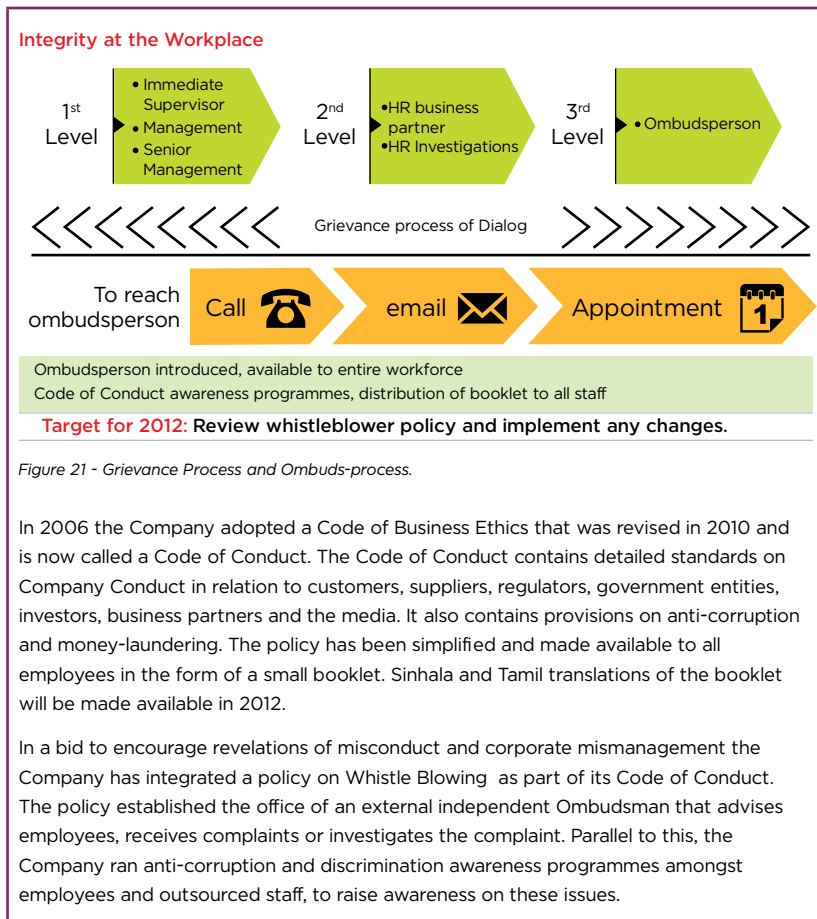 Integrity at the Workplace
1st
Level
• Immediate
Supervisor
• Management
• Senior
Management
2nd
Level
•HR business
partner
•HR Investigations
3rd
Level
• Ombudsperson
Grievance process of Dialog
To reach
ombudsperson
Call
email
Appointment
1
Ombudsperson introduced, available to entire workforce
Code of Conduct awareness programmes, distribution of booklet to all staff
Target for 2012: Review whistleblower policy and implement any changes.
Figure 21 - Grievance Process and Ombuds-process.
In 2006 the Company adopted a Code of Business Ethics that was revised in 2010 and
is now called a Code of Conduct. The Code of Conduct contains detailed standards on
Company Conduct in relation to customers, suppliers, regulators, government entities,
investors, business partners and the media. It also contains provisions on anti-corruption
and money-laundering. The policy has been simplified and made available to all
employees in the form of a small booklet. Sinhala and Tamil translations of the booklet
will be made available in 2012.
In a bid to encourage revelations of misconduct and corporate mismanagement the
Company has integrated a policy on Whistle Blowing as part of its Code of Conduct.
The policy established the office of an external independent Ombudsman that advises
employees, receives complaints or investigates the complaint. Parallel to this, the
Company ran anti-corruption and discrimination awareness programmes amongst
employees and outsourced staff, to raise awareness on these issues.